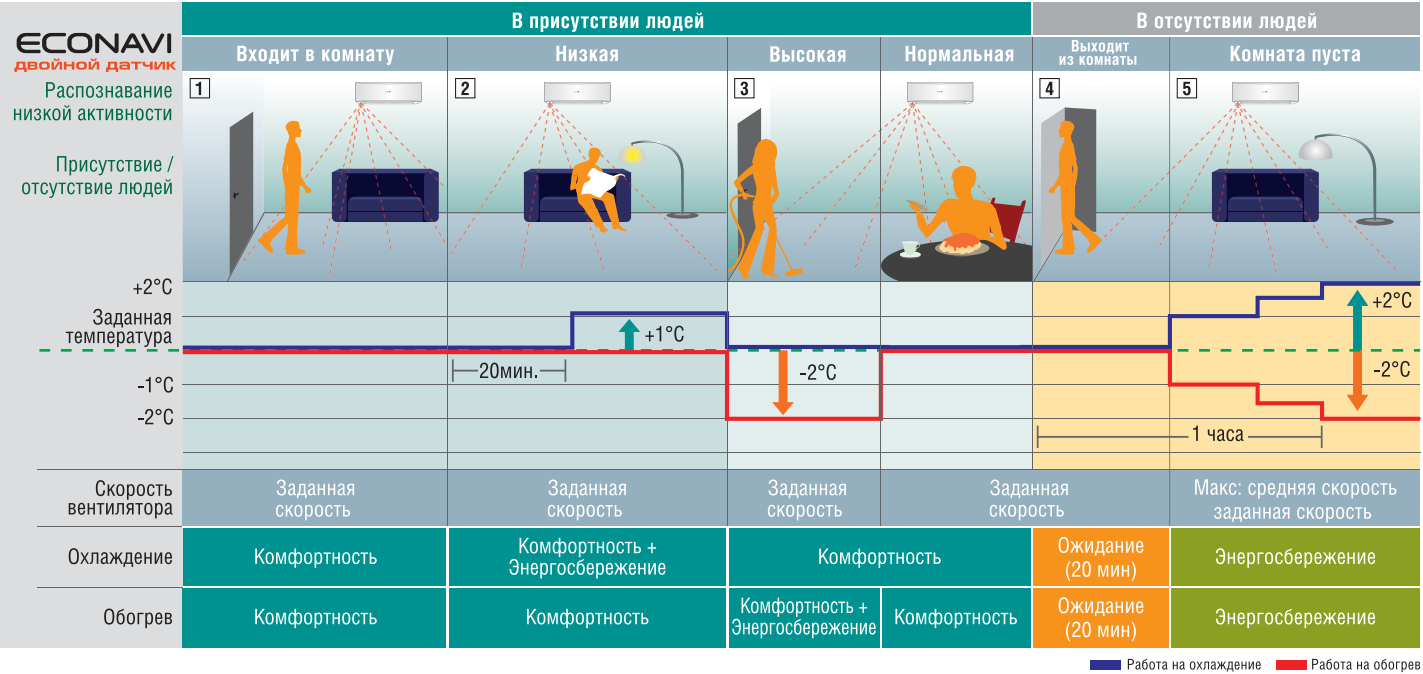 В присутствии людей
В отсутствии людей
ECONAVI
двойной датчик
Входит в комнату
Низкая
Высокая
Нормальная
Выходит
из комнаты
Комната пуста
Распознавание
низкой активности
Присутствие /
отсутствие людей
1
2
3
4
5
+2°C
Заданная
температура
-1°C
-2°C
+1°C
20мин.
-2°C
+2°C
-2°C
1 часа
Скорость
вентилятора
Заданная
скорость
Заданная
скорость
Заданная
скорость
Заданная
скорость
Макс: средняя скорость
заданная скорость
Охлаждение
Комфортность
Комфортность +
Энергосбережение
Комфортность
Ожидание
(20 мин)
Энергосбережение
Обогрев
Комфортность
Комфортность
Комфортность +
Энергосбережение
Комфортность
Ожидание
(20 мин)
Энергосбережение
Работа на охлаждение
Работа на обогрев